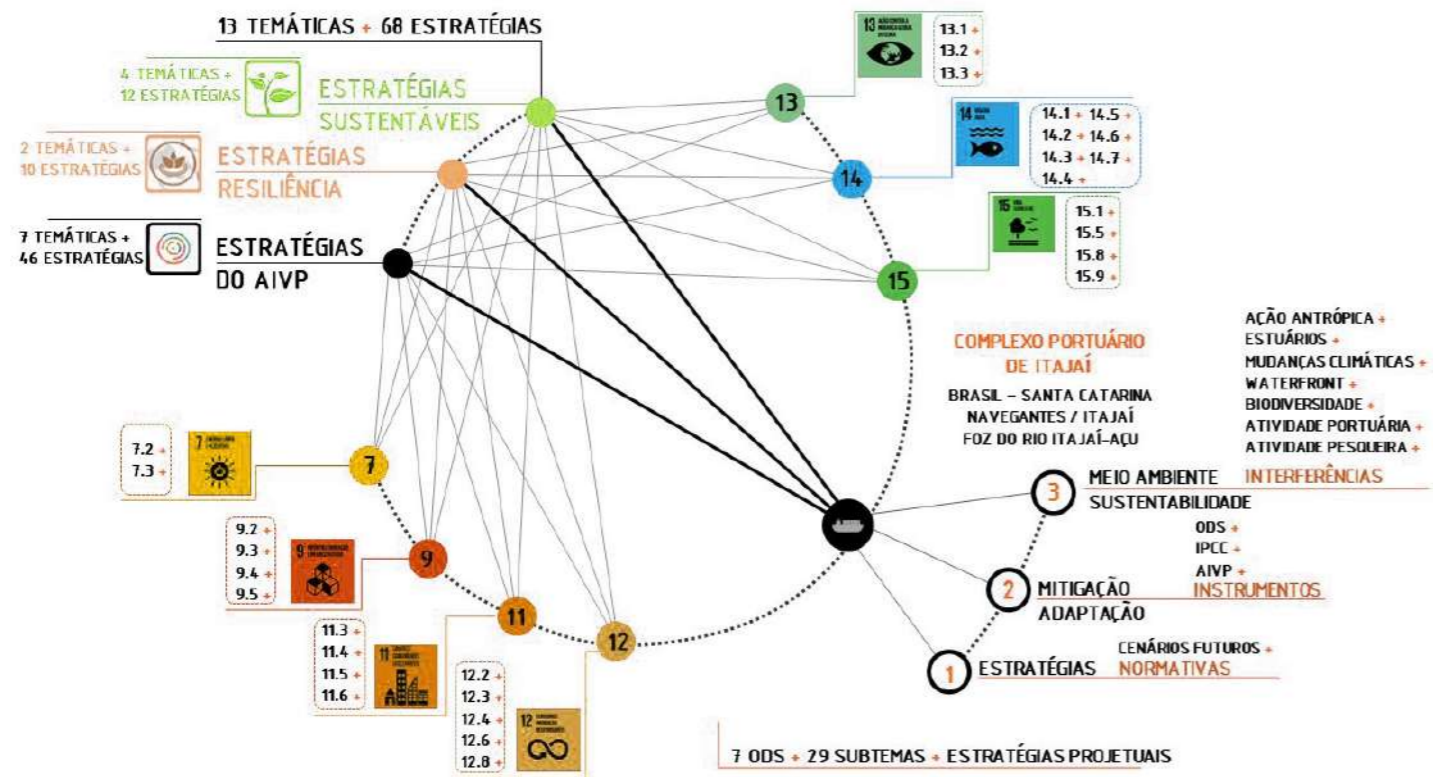 13 TEMÁTICAS + 68 ESTRATÉGIAS
4 TEMÁTICAS +
12 ESTRATÉGIAS
ESTRATÉGIAS
SUSTENTÁVEIS
2 TEMÁTICAS +
10 ESTRATÉGIAS
ESTRATÉGIAS
RESILIÊNCIA
7 TEMÁTICAS +
46 ESTRATÉGIAS
ESTRATÉGIAS
DO AIVP
13
13
13.1 +
13.2 +
13.3 +
14
14
14.1 + 14.5 +
14.2 + 14.6 +
14.3 + 14.7 +
14.4 +
15
15
15.1 +
15.5 +
15.8 +
15.9 +
7.2 +
7.3 +
7
7
9.2 +
9.3 +
9.4 +
9.5 +
9
9
11.3 +
11.4 +
11.5 +
11.6 +
11
11
12.2 +
12.3 +
12.4 +
12.6 +
12.8 +
12
12
COMPLEXO PORTUÁRIO
DE ITAJAÍ
BRASIL - SANTA CATARINA
NAVEGANTES / ITAJAÍ
FOZ DO RIO ITAJAÍ-AÇU
AÇÃO ANTRÓPICA +
ESTUÁRIOS +
MUDANÇAS CLIMÁTICAS +
WATERFRONT +
BIODIVERSIDADE +
ATIVIDADE PORTUÁRIA +
ATIVIDADE PESQUEIRA +
3
MEIO AMBIENTE INTERFERÊNCIAS
SUSTENTABILIDADE
ODS +
IPCC +
AIVP +
2
MITIGAÇÃO INSTRUMENTOS
ADAPTAÇÃO
CENÁRIOS FUTUROS +
1
ESTRATÉGIAS NORMATIVAS
7 ODS + 29 SUBTEMAS + ESTRATÉGIAS PROJETUAIS